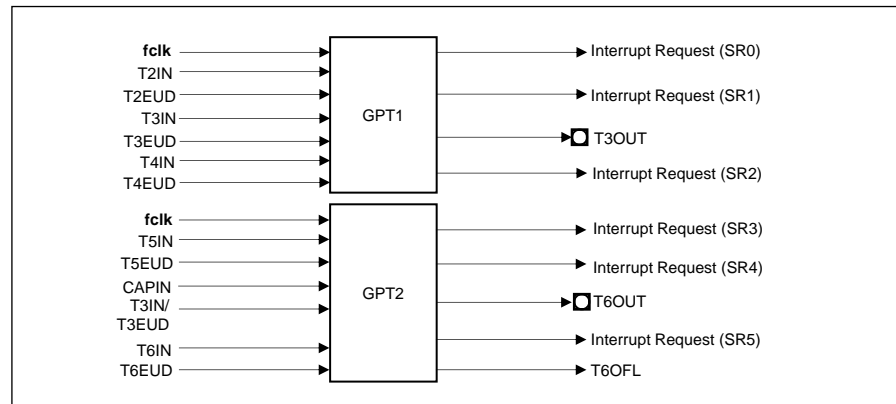 fclk
T2IN
T2EUD
T3IN
T3EUD
T4IN
T4EUD
GPT1
Interrupt Request (SR0)
Interrupt Request (SR1)
T3OUT
Interrupt Request (SR2)
fclk
T5IN
T5EUD
CAPIN
T3IN/
T3EUD
T6IN
T6EUD
GPT2
Interrupt Request (SR3)
Interrupt Request (SR4)
T6OUT
Interrupt Request (SR5)
T6OFL